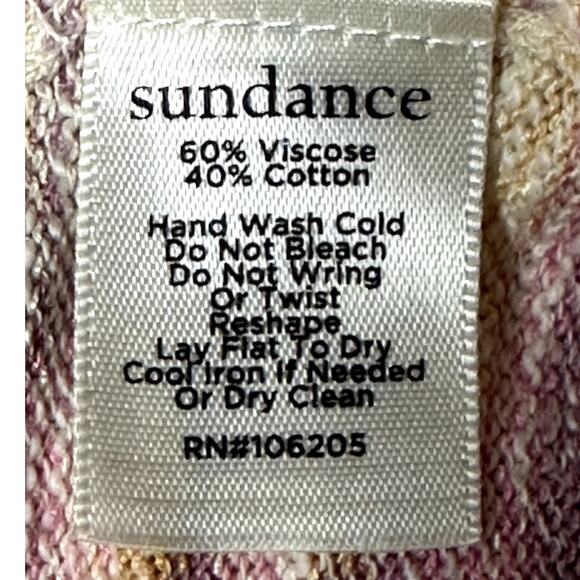 sundance
60% Viscose
40% Cotton
Hand Wash Cold
Do Not Bleach
Do Not Wring
Or Twist
Reshape
Lay Flat To Dry
Cool Iron If Needed
Or Dry Clean
RN#106205